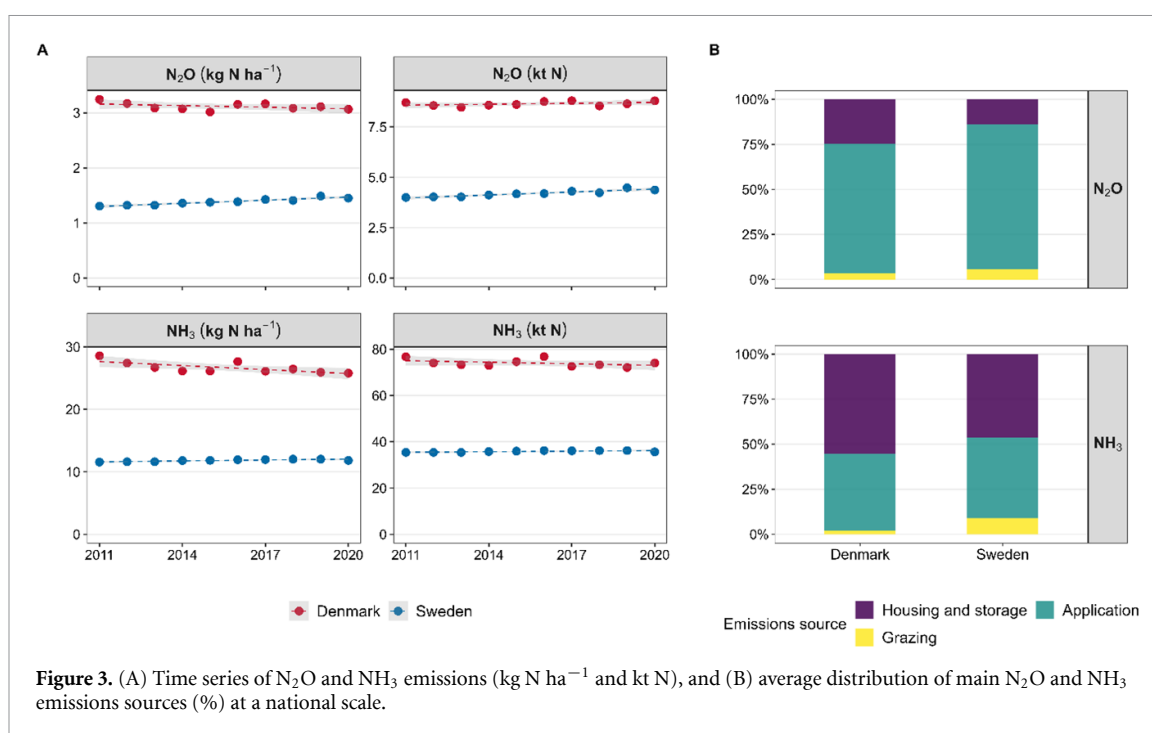 A
N₂O (kg N ha⁻¹)
3
2
1
0
N₂O (kt N)
7.5
5.0
2.5
0.0
NH₃ (kg N ha⁻¹)
30
20
10
0
2011 2014 2017 2020
NH₃ (kt N)
80
60
40
20
0
2011 2014 2017 2020
Denmark Sweden
B
100%
75%
50%
25%
0%
N₂O
100%
75%
50%
25%
0%
NH₃
Denmark Sweden
Emissions source Housing and storage Application
Grazing
Figure 3. (A) Time series of N₂O and NH₃ emissions (kg N ha⁻¹ and kt N), and (B) average distribution of main N₂O and NH₃
emissions sources (%) at a national scale.